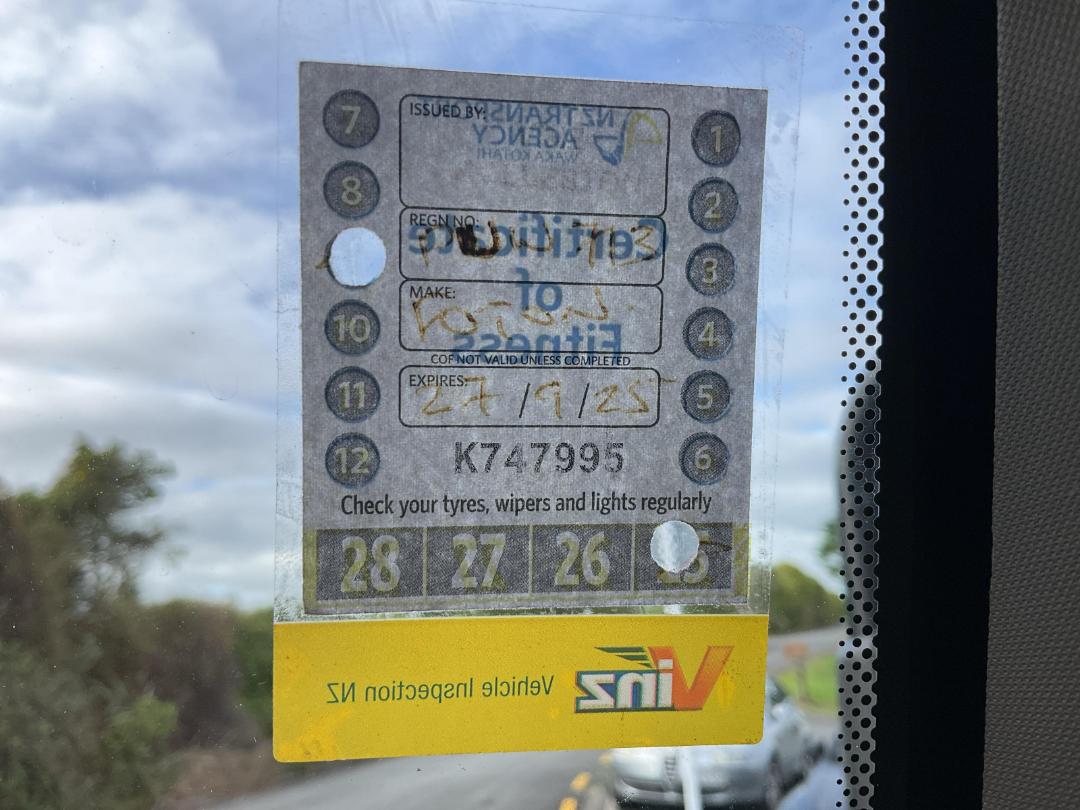 7
ISSUED BY:
NZ TRANSPORT
AGENCY
WAKA KOTAHI
1
8
2
REGN NO:
Certificate
3
MAKE:
FOTON
of
10
4
Fitness
COF NOT VALID UNLESS COMPLETED
11
EXPIRES:
27/9/25
5
12
K747995
6
Check your tyres, wipers and lights regularly
28 27 26 25
Vehicle Inspection NZ
Vinz